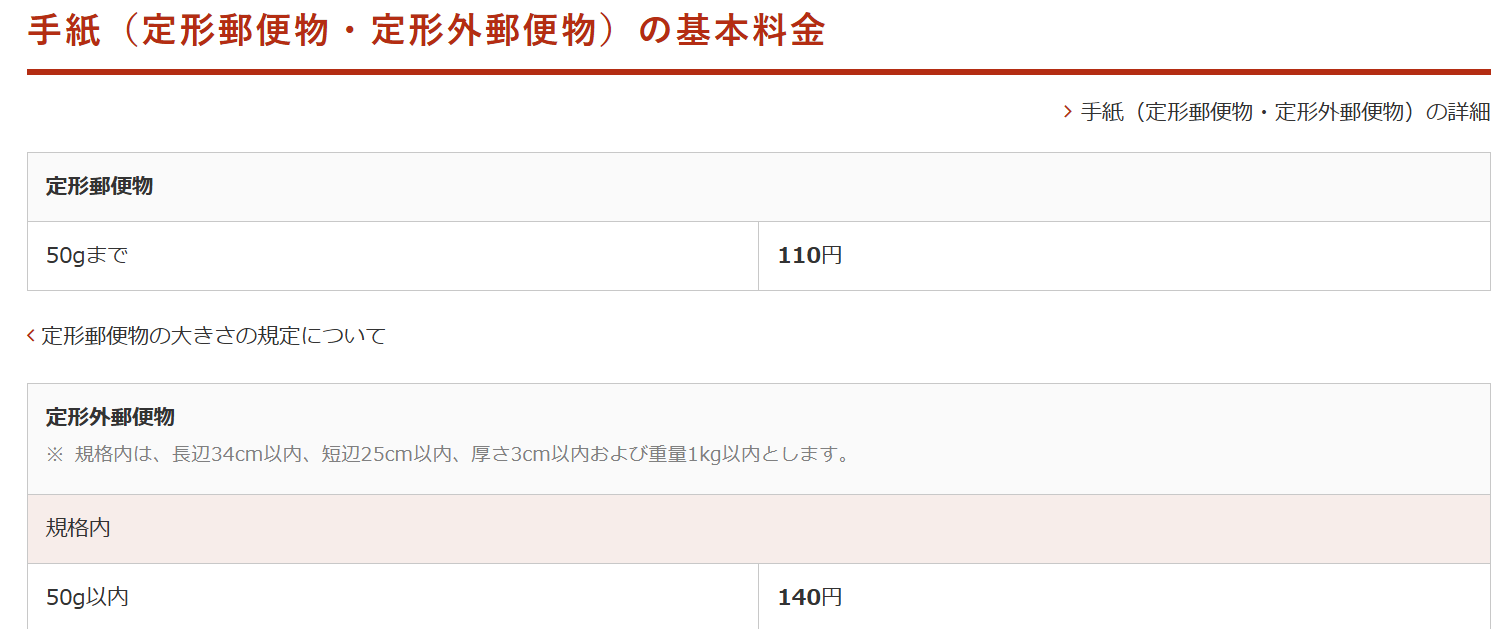 手紙（定形郵便物・定形外郵便物）の基本料金
手紙（定形郵便物・定形外郵便物）の詳細
定形郵便物
50gまで
110円
定形郵便物の大きさの規定について
定形外郵便物
※ 規格内は、長辺34cm以内、短辺25cm以内、厚さ3cm以内および重量1kg以内とします。
規格内
50g以内
140円